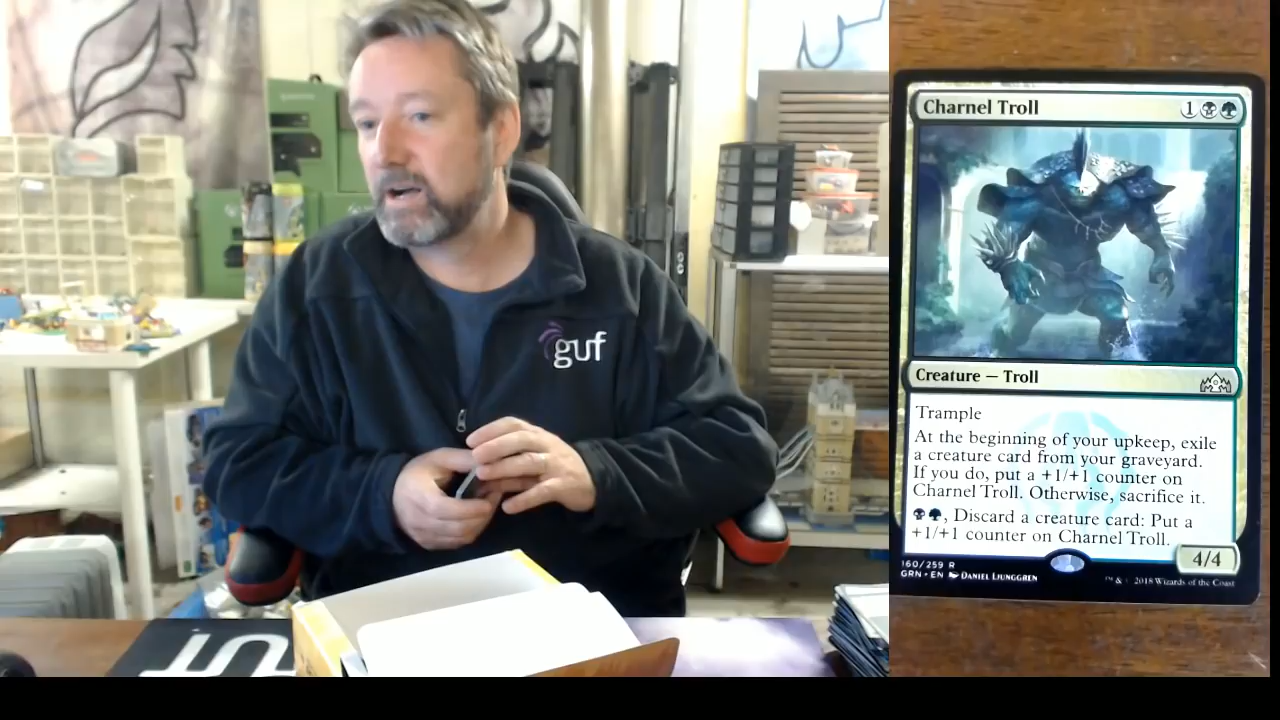 guf
Charnel Troll 1
Creature — Troll
Trample
At the beginning of your upkeep, exile
a creature card from your graveyard.
If you do, put a +1/+1 counter on
Charnel Troll. Otherwise, sacrifice it.
, Discard a creature card: Put a
+1/+1 counter on Charnel Troll.
4/4
160/259 R
GRN • EN DANIEL LJUNGGREN
™ & © 2018 Wizards of the Coast